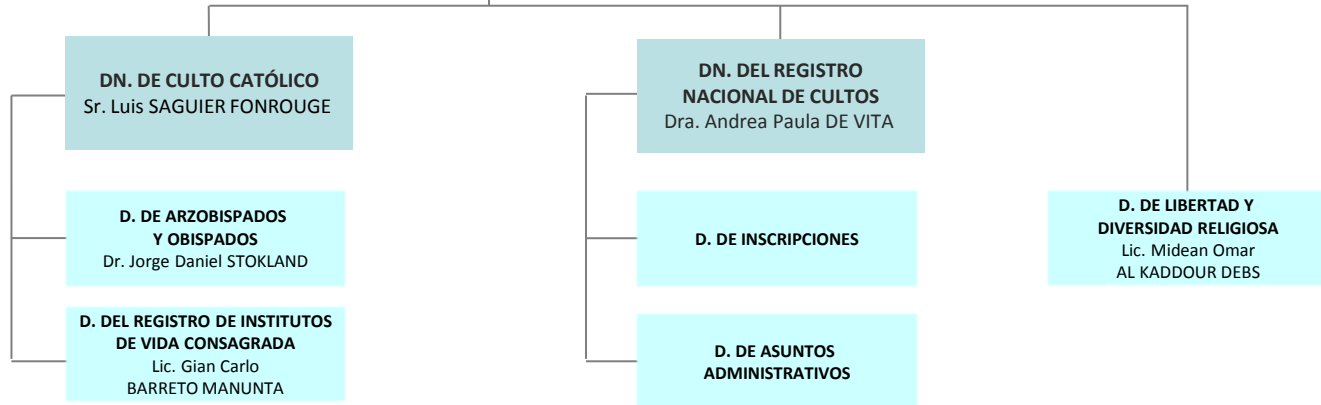 DN. DE CULTO CATÓLICO
Sr. Luis SAGUIER FONROUGE
D. DE ARZOBISPADOS
Y OBISPADOS
Dr. Jorge Daniel STOKLAND
D. DEL REGISTRO DE INSTITUTOS
DE VIDA CONSAGRADA
Lic. Gian Carlo
BARRETO MANUNTA
DN. DEL REGISTRO
NACIONAL DE CULTOS
Dra. Andrea Paula DE VITA
D. DE INSCRIPCIONES
D. DE ASUNTOS
ADMINISTRATIVOS
D. DE LIBERTAD Y
DIVERSIDAD RELIGIOSA
Lic. Midean Omar
AL KADDOUR DEBS